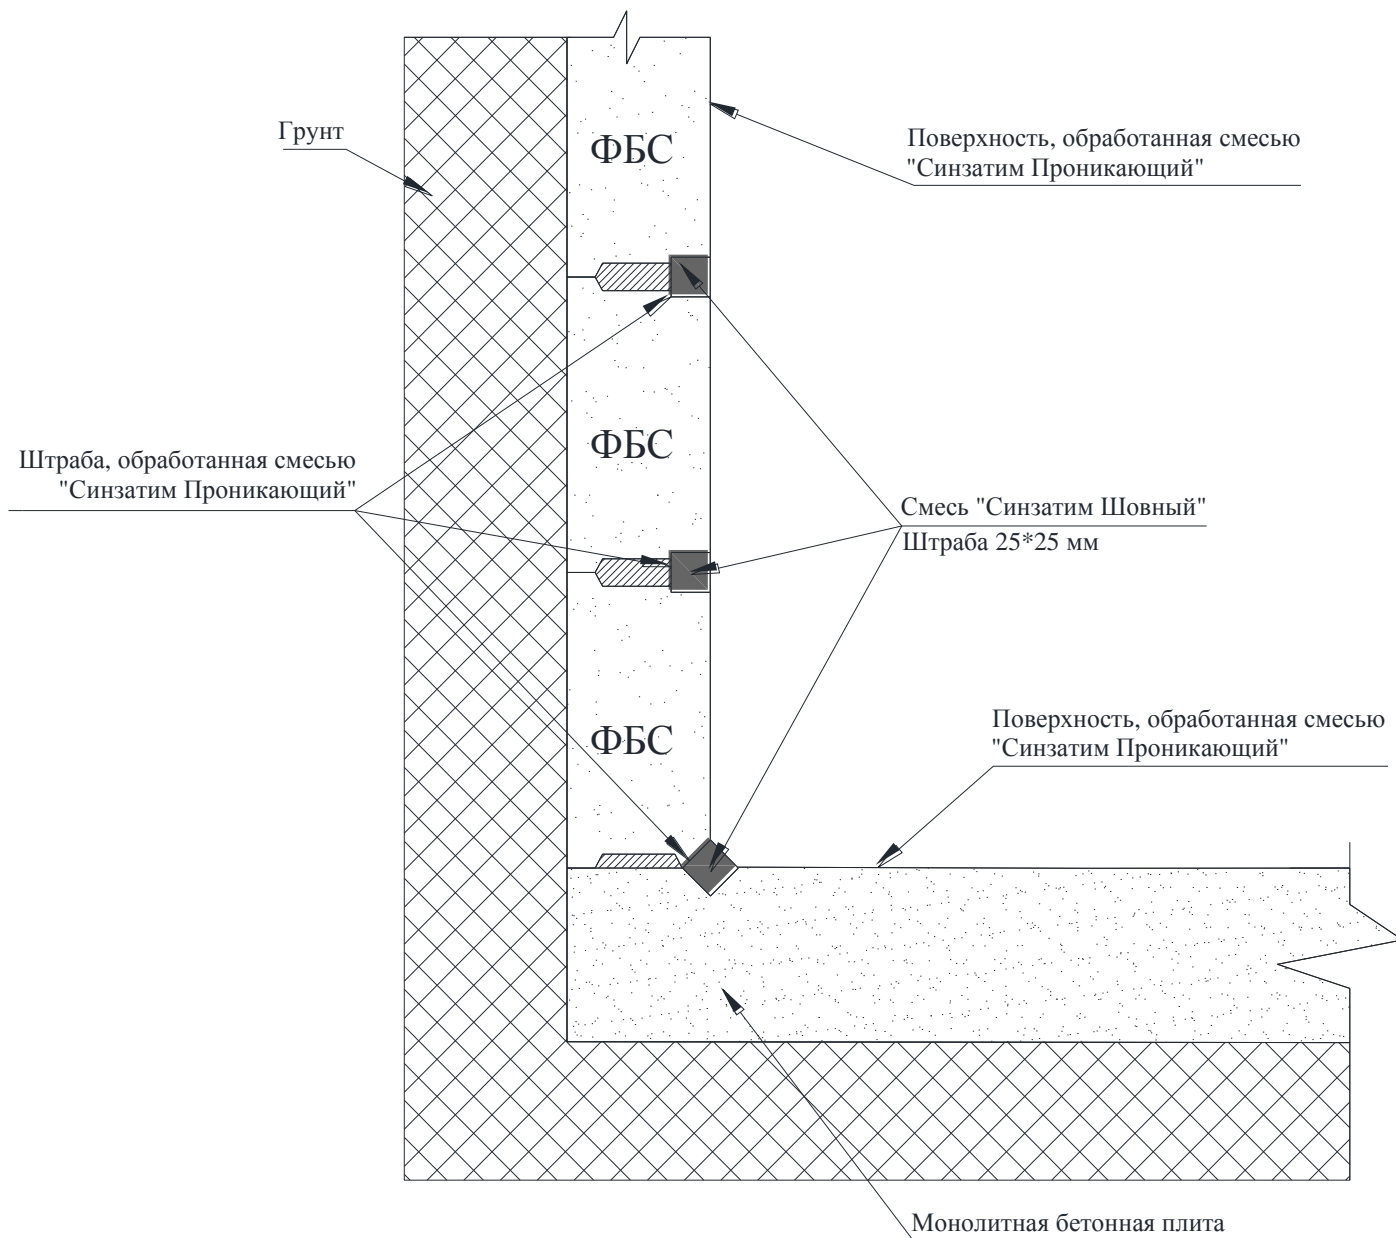 Грунт
ФБС
Поверхность, обработанная смесью
"Синзатим Проникающий"
ФБС
Штраба, обработанная смесью
"Синзатим Проникающий"
Смесь "Синзатим Шовный"
Штраба 25*25 мм
ФБС
Поверхность, обработанная смесью
"Синзатим Проникающий"
Монолитная бетонная плита